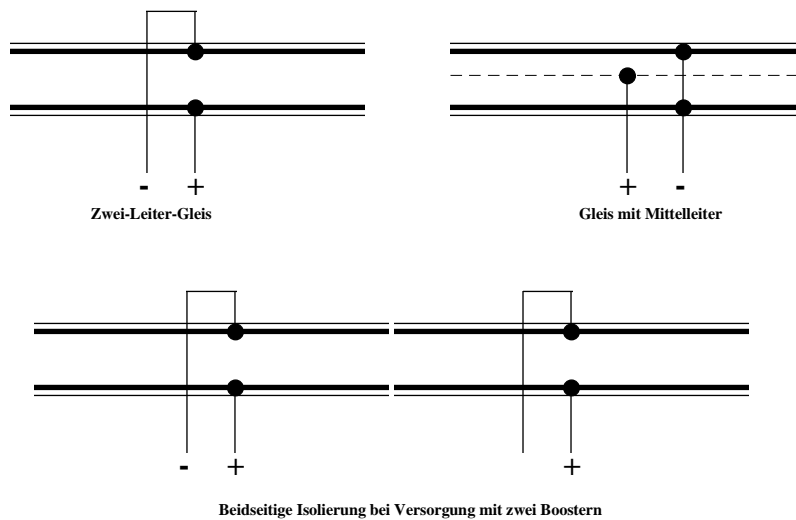 - +
+ -
Zwei-Leiter-Gleis
Gleis mit Mittelleiter
- +
+
Beidseitige Isolierung bei Versorgung mit zwei Boostern